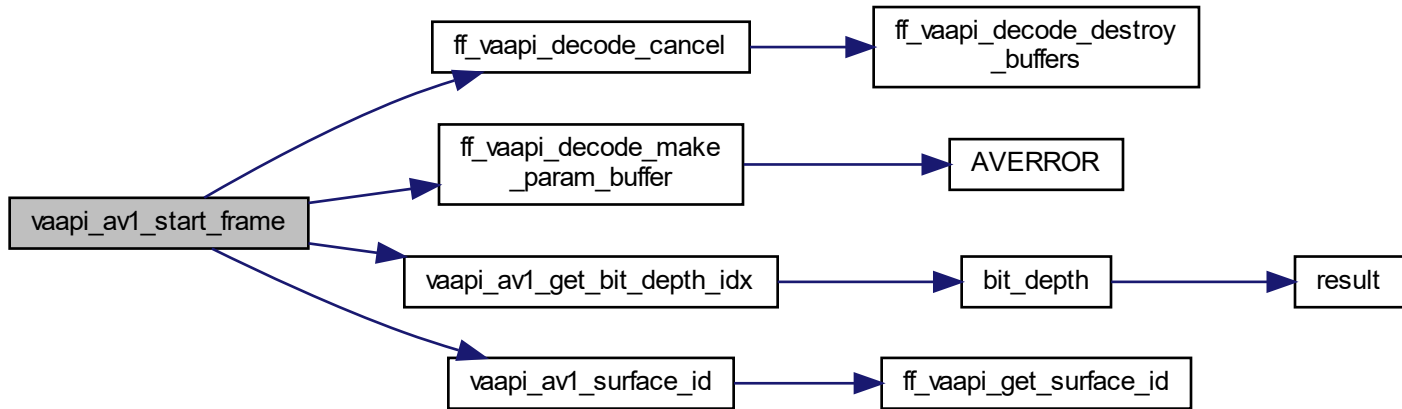 vaapi_av1_start_frame
ff_vaapi_decode_cancel
ff_vaapi_decode_destroy
_buffers
ff_vaapi_decode_make
_param_buffer
AVERROR
vaapi_av1_get_bit_depth_idx
bit_depth
result
vaapi_av1_surface_id
ff_vaapi_get_surface_id